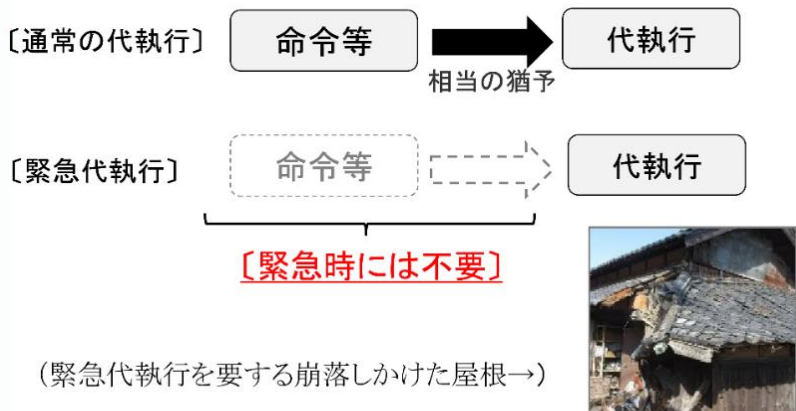 〔通常の代執行〕 命令等 代執行
相当の猶予
〔緊急代執行〕 命令等 代執行
〔緊急時には不要〕
（緊急代執行を要する崩落しかけた屋根→）